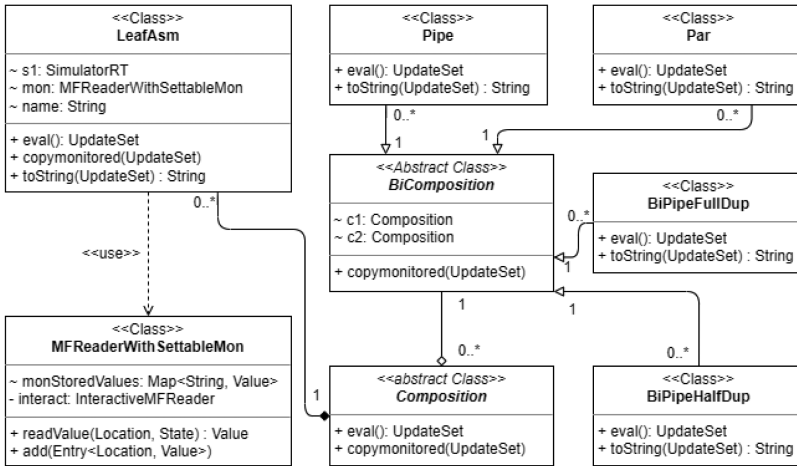 <<Class>>
LeafAsm
~ s1: SimulatorRT
~ mon: MFReaderWithSettableMon
~ name: String
+ eval(): UpdateSet
+ copymonitored(UpdateSet)
+ toString(UpdateSet) : String
<<Class>>
Pipe
+ eval(): UpdateSet
+ toString(UpdateSet) : String
<<Class>>
Par
+ eval(): UpdateSet
+ toString(UpdateSet) : String
0..*
1
0..*
1
<<Abstract Class>>
BiComposition
~ c1: Composition
~ c2: Composition
+ copymonitored(UpdateSet)
<<Class>>
BiPipeFullDup
+ eval(): UpdateSet
+ toString(UpdateSet) : String
0..*
1
0..*
<<use>>
1
0..*
1
0..*
<<Class>>
MFReaderWithSettableMon
~ monStoredValues: Map<String, Value>
- interact: InteractiveMFReader
+ readValue(Location, State) : Value
+ add(Entry<Location, Value>)
1
<<abstract Class>>
Composition
+ eval(): UpdateSet
+ copymonitored(UpdateSet)
<<Class>>
BiPipeHalfDup
+ eval(): UpdateSet
+ toString(UpdateSet) : String